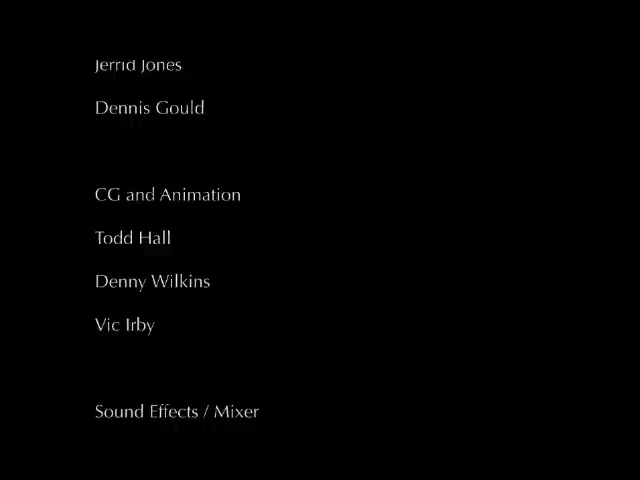 Jerrid Jones
Dennis Gould
CG and Animation
Todd Hall
Denny Wilkins
Vic Irby
Sound Effects / Mixer